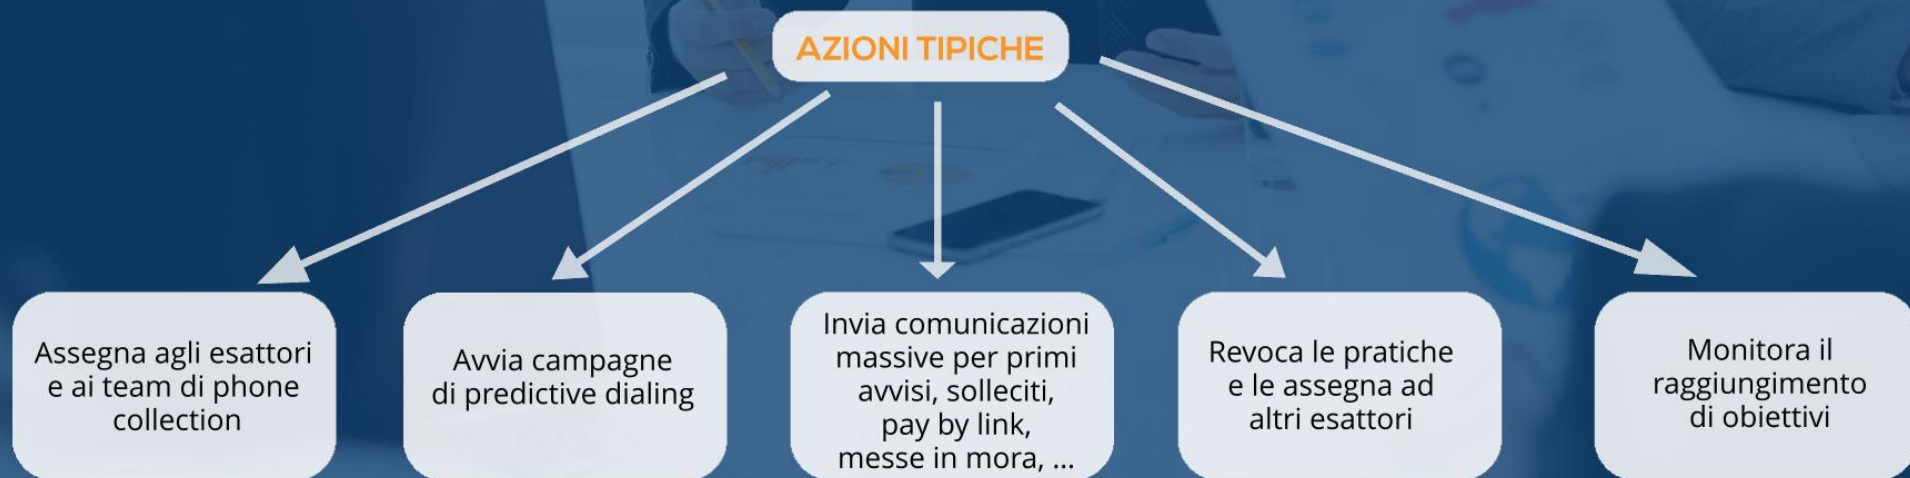 AZIONI TIPICHE
Assegna agli esattori
e ai team di phone
collection
Avvia campagne
di predictive dialing
Invia comunicazioni
massive per primi
avvisi, solleciti,
pay by link,
messe in mora, ...
Revoca le pratiche
e le assegna ad
altri esattori
Monitora il
raggiungimento
di obiettivi